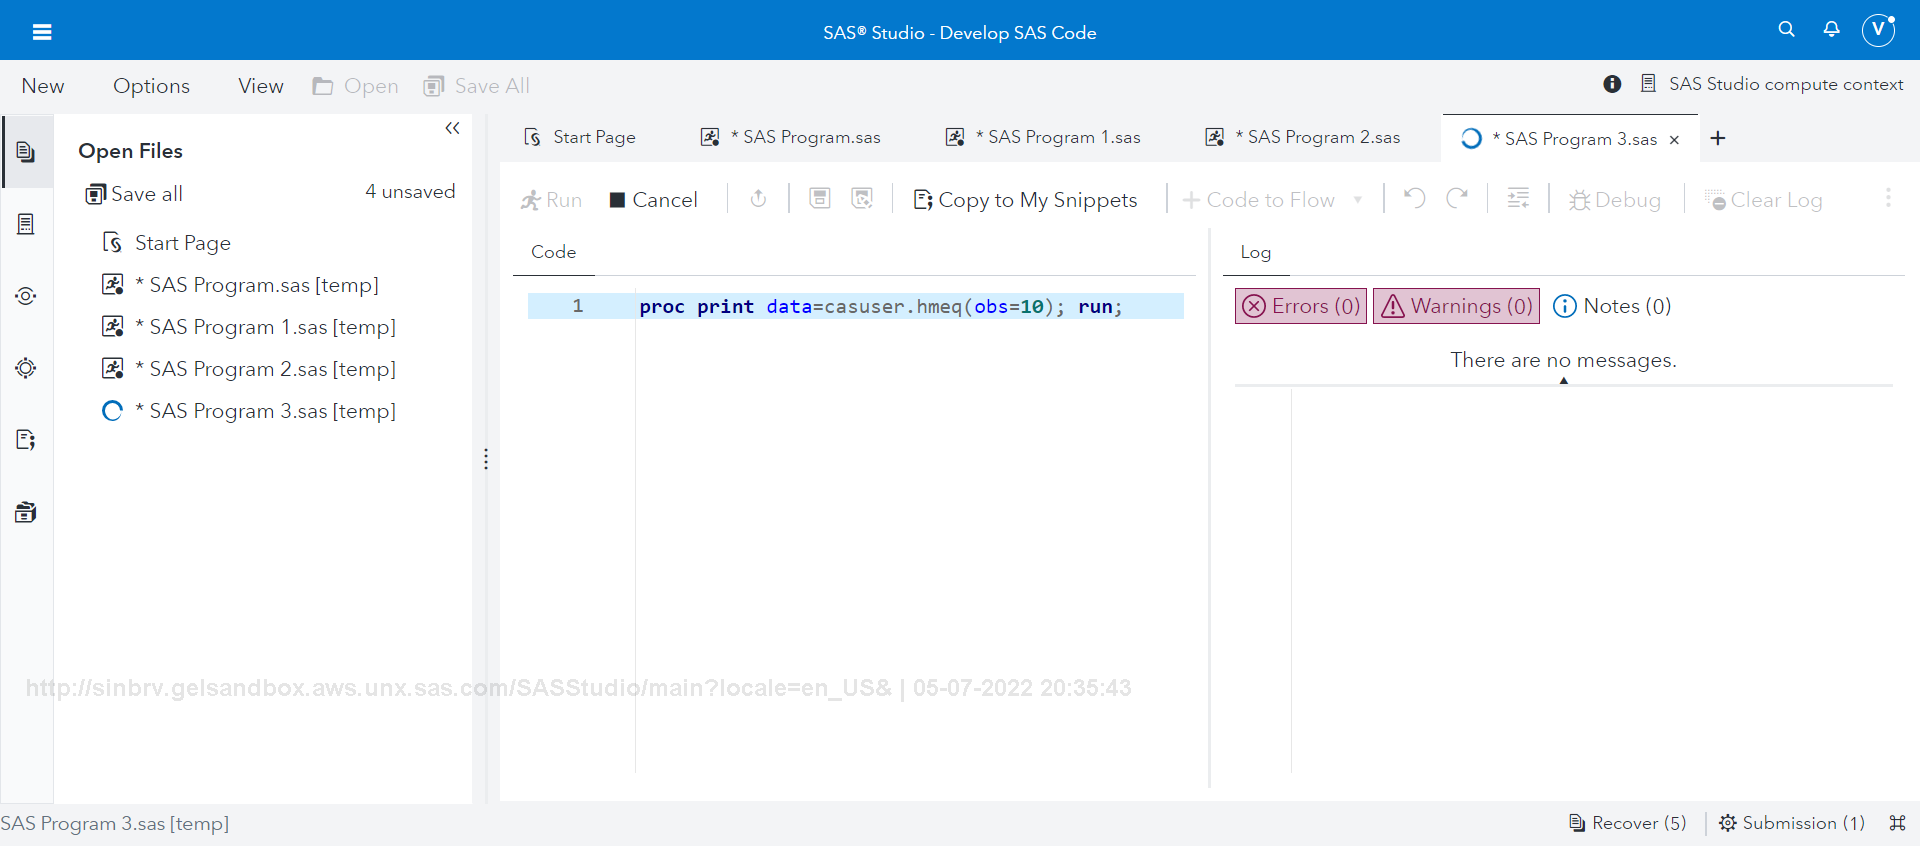 SAS® Studio - Develop SAS Code
V
New Options View Open Save All SAS Studio compute context
Open Files
Save all 4 unsaved
Start Page
* SAS Program.sas [temp]
* SAS Program 1.sas [temp]
* SAS Program 2.sas [temp]
* SAS Program 3.sas [temp]
Start Page * SAS Program.sas * SAS Program 1.sas * SAS Program 2.sas * SAS Program 3.sas
Run Cancel Copy to My Snippets Code to Flow Debug Clear Log
Code
1 proc print data=casuser.hmeq(obs=10); run;
Log
Errors (0) Warnings (0) Notes (0)
There are no messages.
http://sinbrv.gelsandbox.aws.unx.sas.com/SASStudio/main?locale=en_US& | 05-07-2022 20:35:43
SAS Program 3.sas [temp] Recover (5) Submission (1)